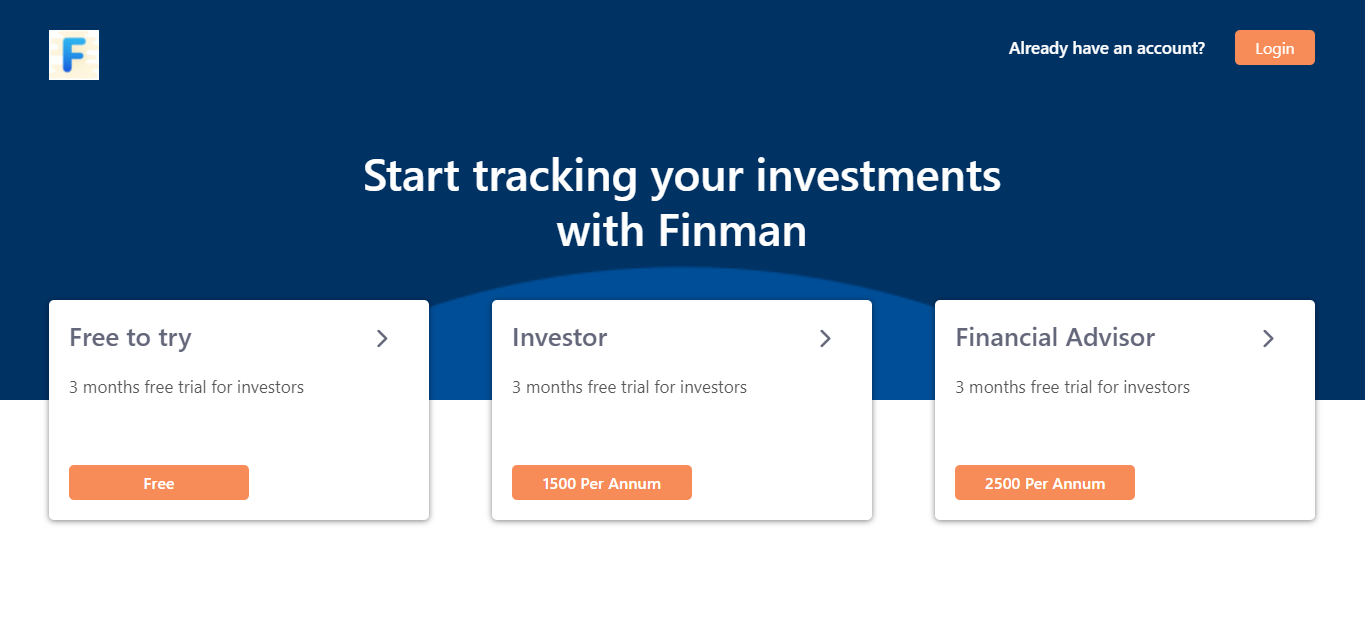 F
Already have an account?
Login
Start tracking your investments
with Finman
Free to try
3 months free trial for investors
Free
Investor
3 months free trial for investors
1500 Per Annum
Financial Advisor
3 months free trial for investors
2500 Per Annum